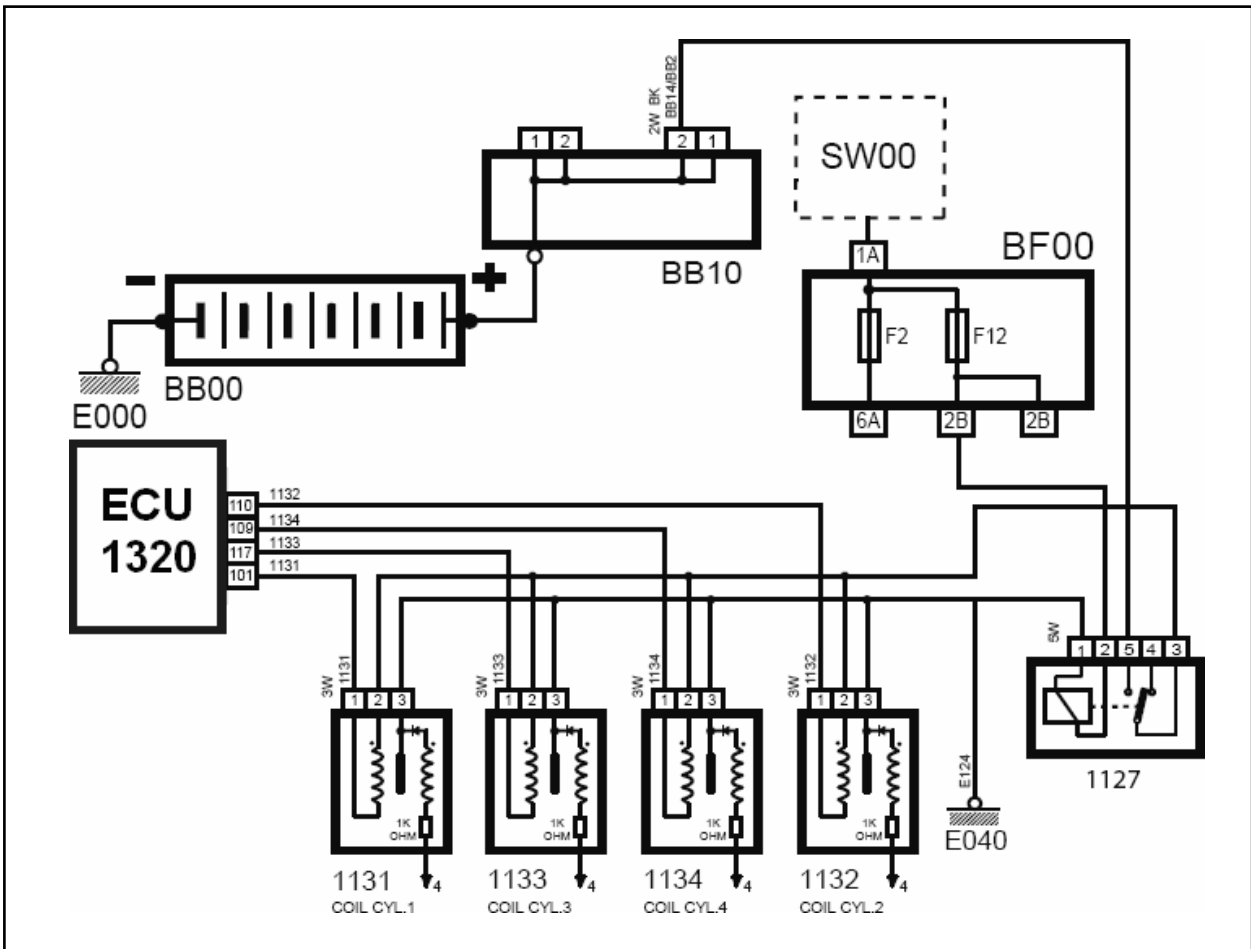 2W BK
BB14/BB2
1 2
2 1
SW00
1A
BF00
BB10
F2 F12
- +
BB00
E000
6A 2B 2B
ECU
1320
110 1132
109 1134
117 1133
101 1131
3W 1131
1 2 3
3W 1133
1 2 3
3W 1134
1 2 3
3W 1132
1 2 3
5W
1 2 5 4 3
1K
OHM
1K
OHM
1K
OHM
1K
OHM
E124
E040
1127
4
4
4
4
1131
COIL CYL.1
1133
COIL CYL.3
1134
COIL CYL.4
1132
COIL CYL.2